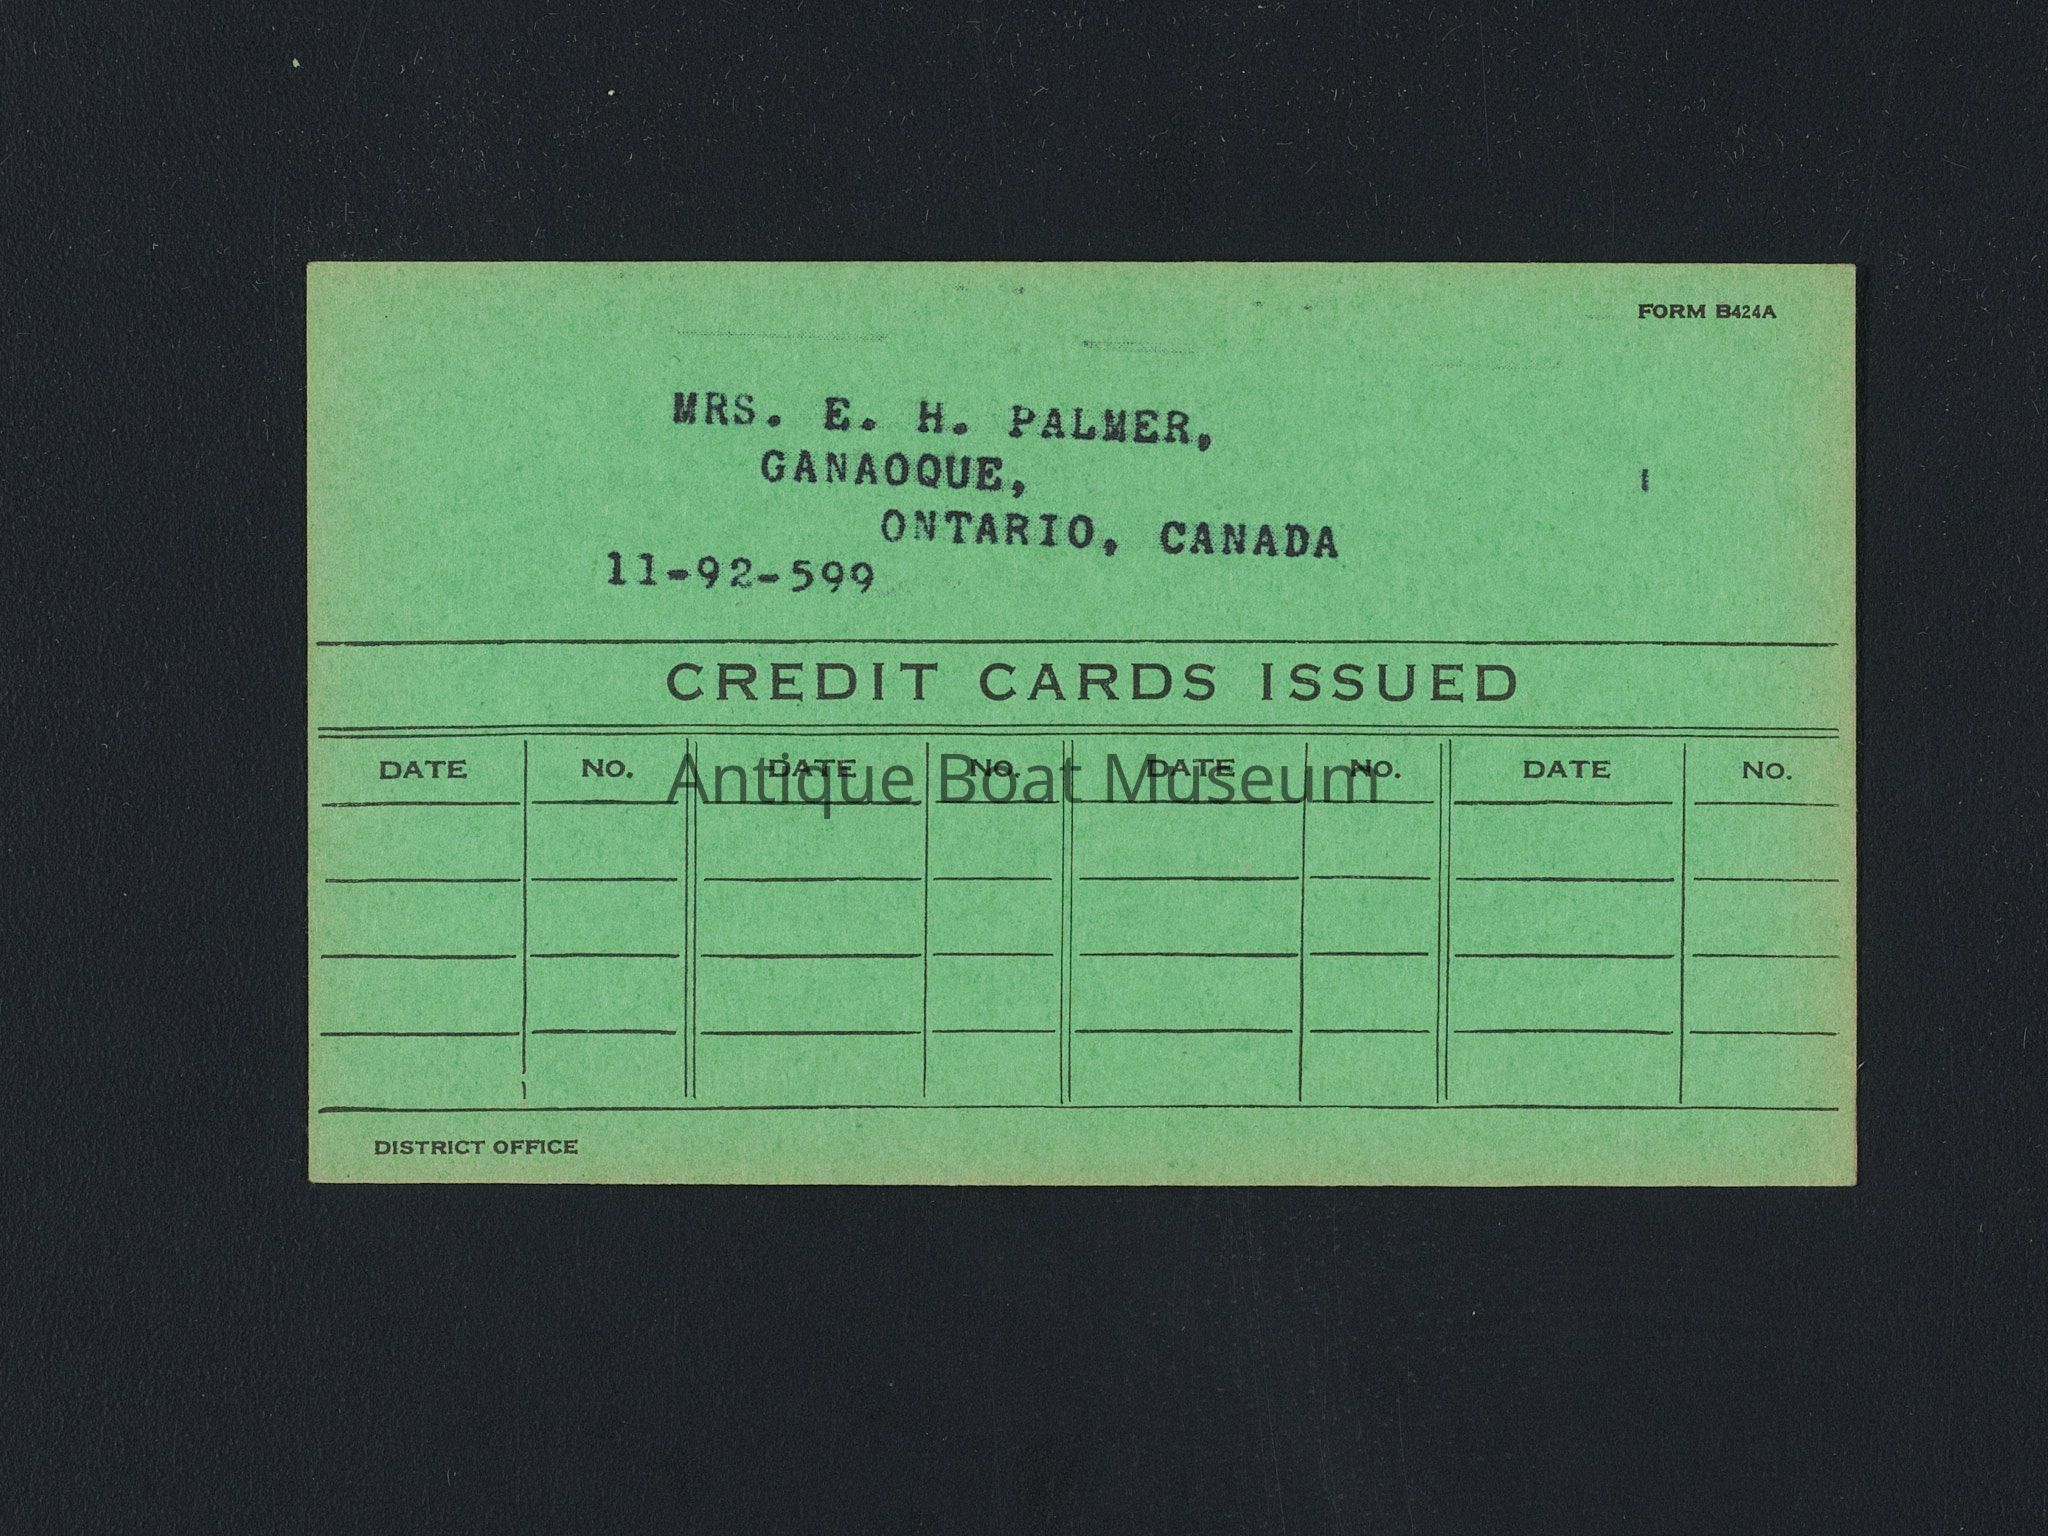 FORM B424A
MRS. E. H. PALMER,
GANAOQUE,
ONTARIO, CANADA
11-92-599
CREDIT CARDS ISSUED
DATE NO. DATE NO. DATE NO. DATE NO.
Antique Boat Museum
DISTRICT OFFICE